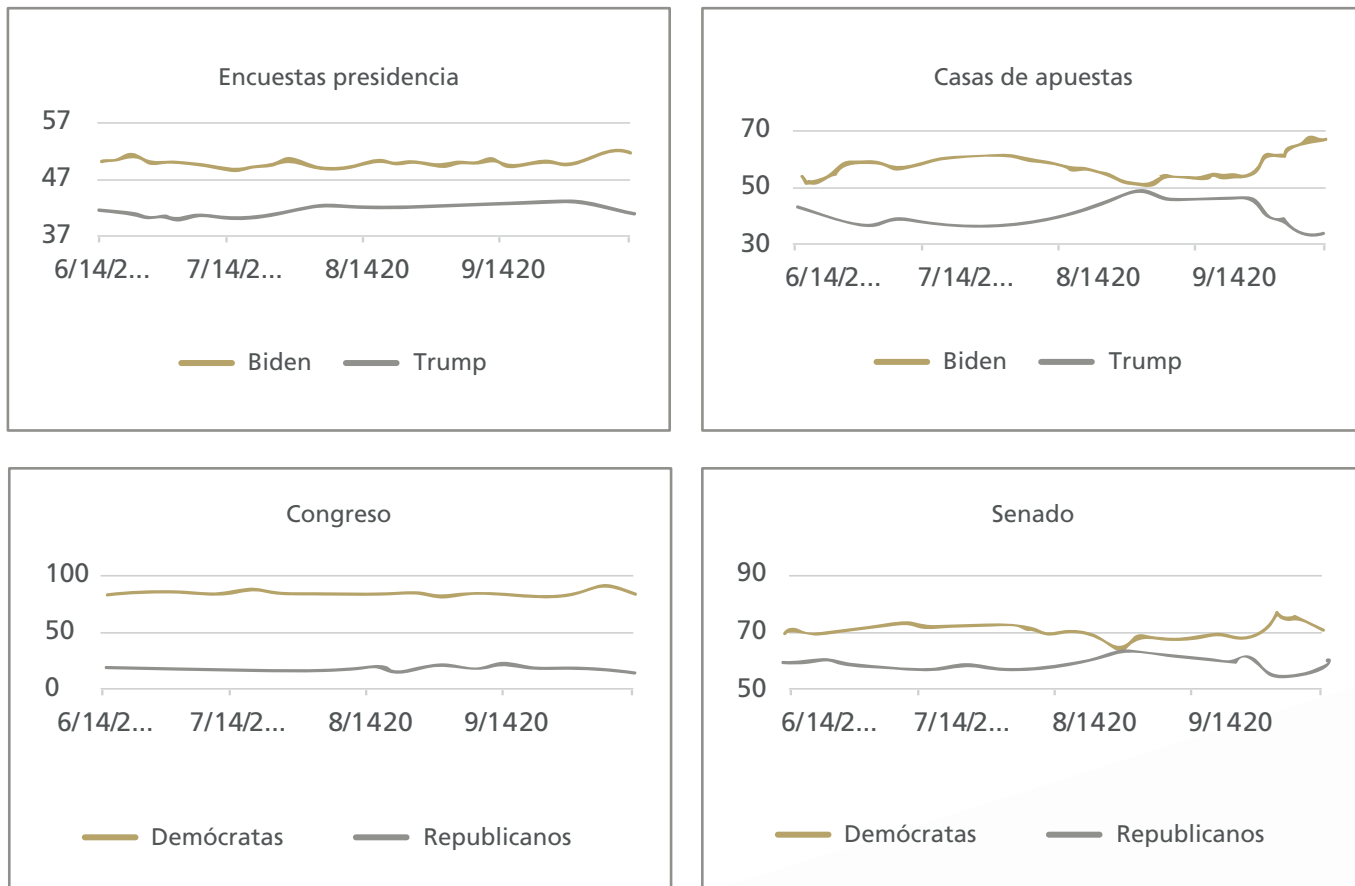 Encuestas presidencia
57
47
37
6/14/2... 7/14/2... 8/1420 9/1420
Biden Trump
Casas de apuestas
70
50
30
6/14/2... 7/14/2... 8/1420 9/1420
Biden Trump
Congreso
100
50
0
6/14/2... 7/14/2... 8/1420 9/1420
Demócratas Republicanos
Senado
90
70
50
6/14/2... 7/14/2... 8/1420 9/1420
Demócratas Republicanos